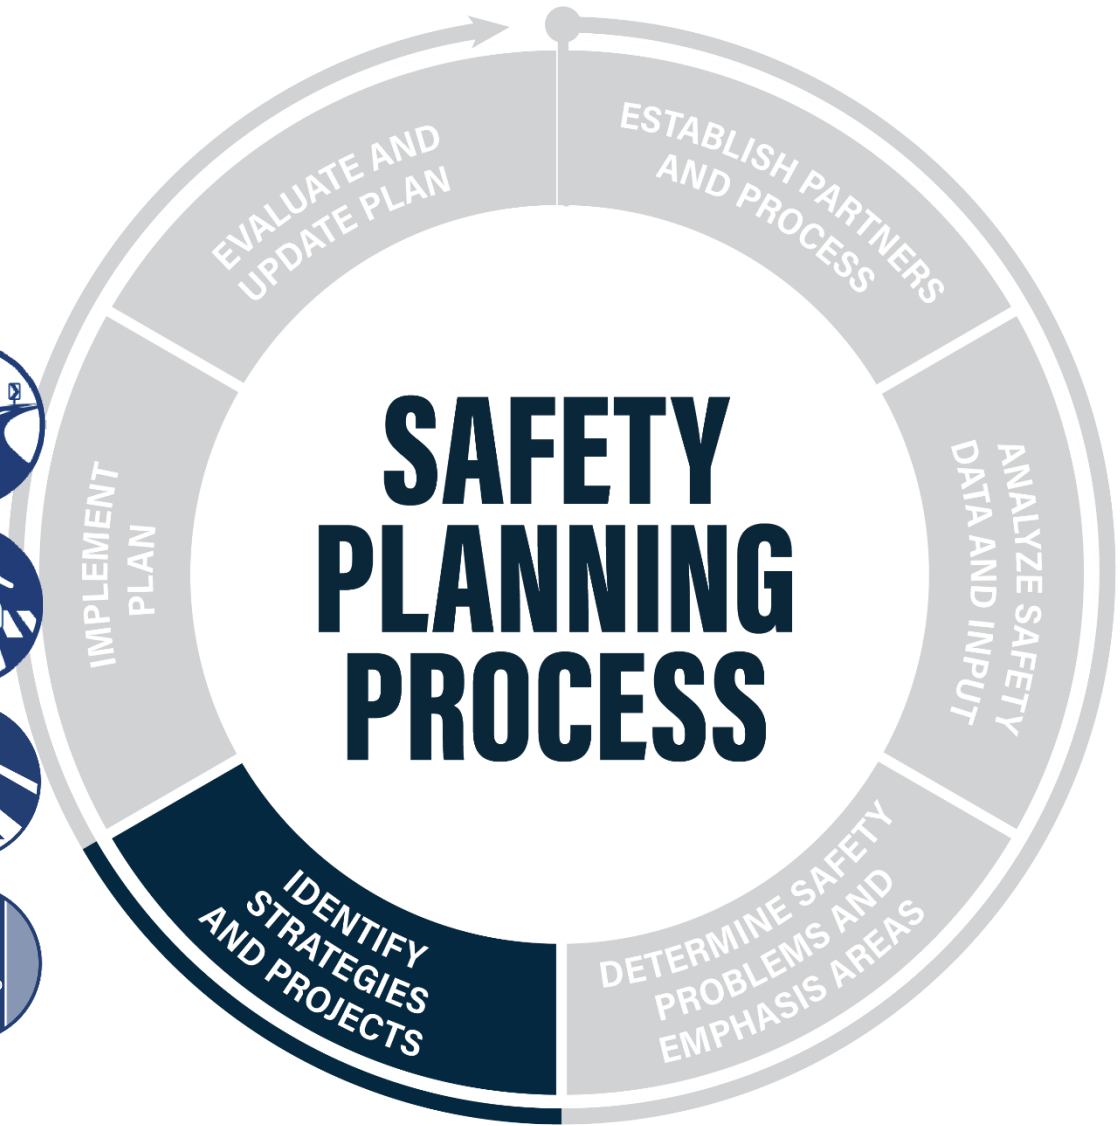 SAFETY
PLANNING
PROCESS
ESTABLISH PARTNERS
AND PROCESS
ANALYZE SAFETY
DATA AND INPUT
DETERMINE SAFETY
PROBLEMS AND
EMPHASIS AREAS
IDENTIFY
STRATEGIES
AND PROJECTS
IMPLEMENT
PLAN
EVALUATE AND
UPDATE PLAN